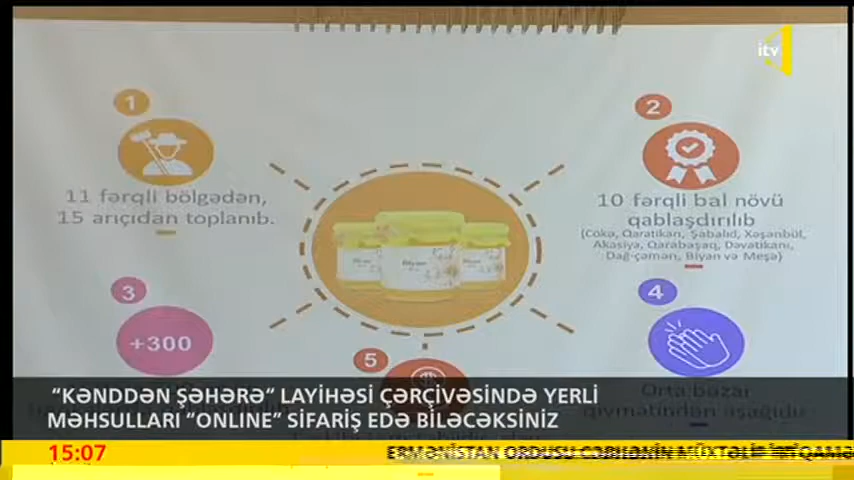 itv
1
11 fərqli bölgədən,
15 arıçıdan toplanıb.
2
10 fərqli bal növü
qablaşdırılıb
(Cökə, Qaratikan, Şabalıd, Xəşənbül,
Akasiya, Qarabaşaq, Dəvətikanı,
Dağ-çəmən, Biyan və Meşə)
Biyan
3
+300
4
Orta bazar
qiymətindən aşağıdır
5
“KƏNDDƏN ŞƏHƏRƏ“ LAYİHƏSİ ÇƏRÇİVƏSİNDƏ YERLİ
MƏHSULLARI “ONLINE” SİFARİŞ EDƏ BİLƏCƏKSİNİZ
15:07
ERMƏNİSTAN ORDUSU CƏBHƏNİN MÜXTƏLİF İSTİQAMƏ